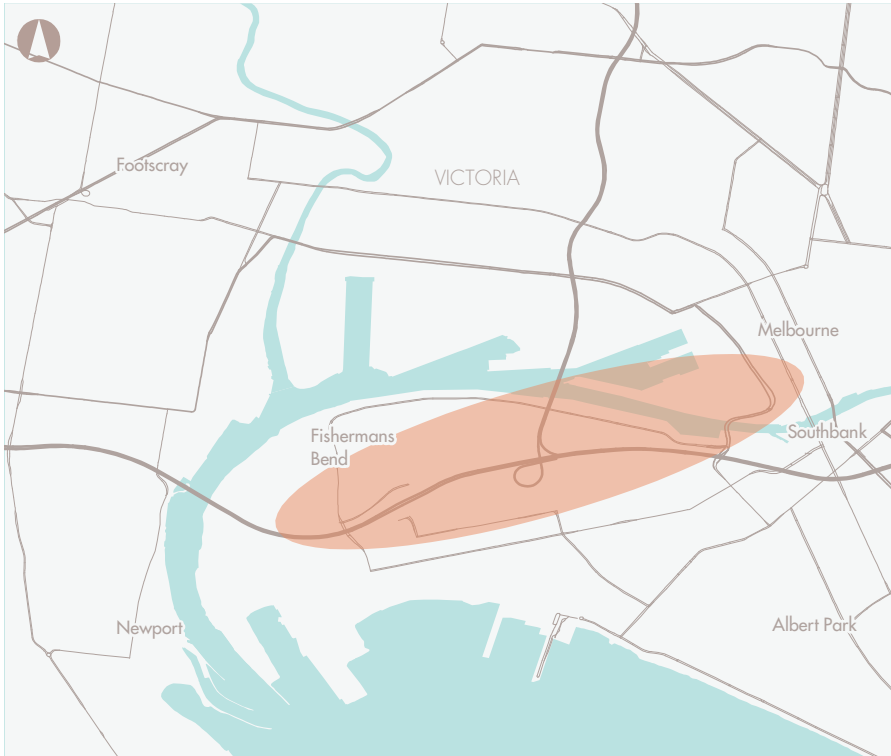 Footscray
VICTORIA
Melbourne
Fishermans
Bend
Southbank
Newport
Albert Park